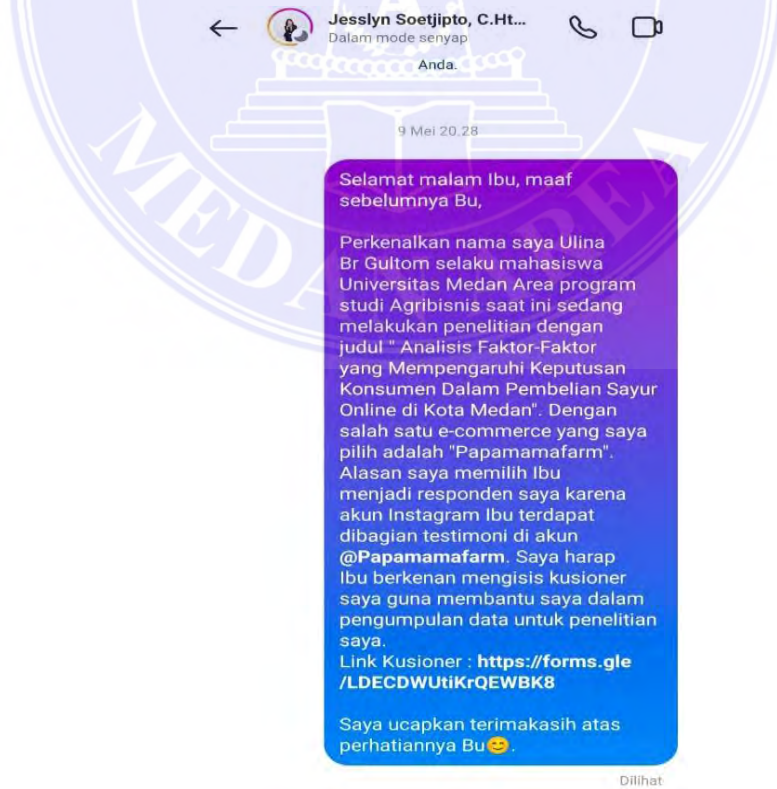 Jesslyn Soetjipto, C.Ht...
Dalam mode senyap
Anda.
9 Mei 20.28
Selamat malam Ibu, maaf
sebelumnya Bu,
Perkenalkan nama saya Ulina
Br Gultom selaku mahasiswa
Universitas Medan Area program
studi Agribisnis saat ini sedang
melakukan penelitian dengan
judul " Analisis Faktor-Faktor
yang Mempengaruhi Keputusan
Konsumen Dalam Pembelian Sayur
Online di Kota Medan". Dengan
salah satu e-commerce yang saya
pilih adalah "Papamamafarm".
Alasan saya memilih Ibu
menjadi responden saya karena
akun Instagram Ibu terdapat
dibagian testimoni di akun
@Papamamafarm. Saya harap
Ibu berkenan mengisis kusioner
saya guna membantu saya dalam
pengumpulan data untuk penelitian
saya.
Link Kusioner : https://forms.gle
/LDECDWUtiKrQEWBK8
Saya ucapkan terimakasih atas
perhatiannya Bu😊.
Dilihat
MEDAN AREA